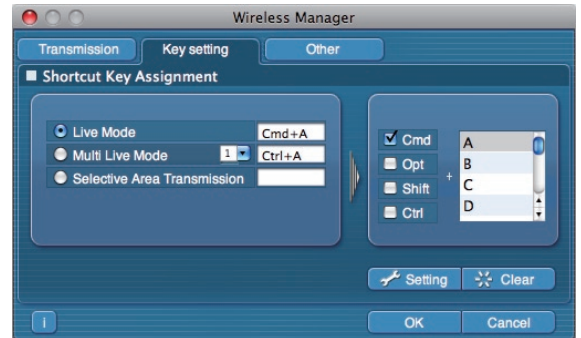 Wireless Manager
Transmission Key setting Other
Shortcut Key Assignment
Live Mode Cmd+A
Multi Live Mode 1 Ctrl+A
Selective Area Transmission
Cmd
Opt
Shift
Ctrl
+
A
B
C
D
Setting Clear
i OK Cancel